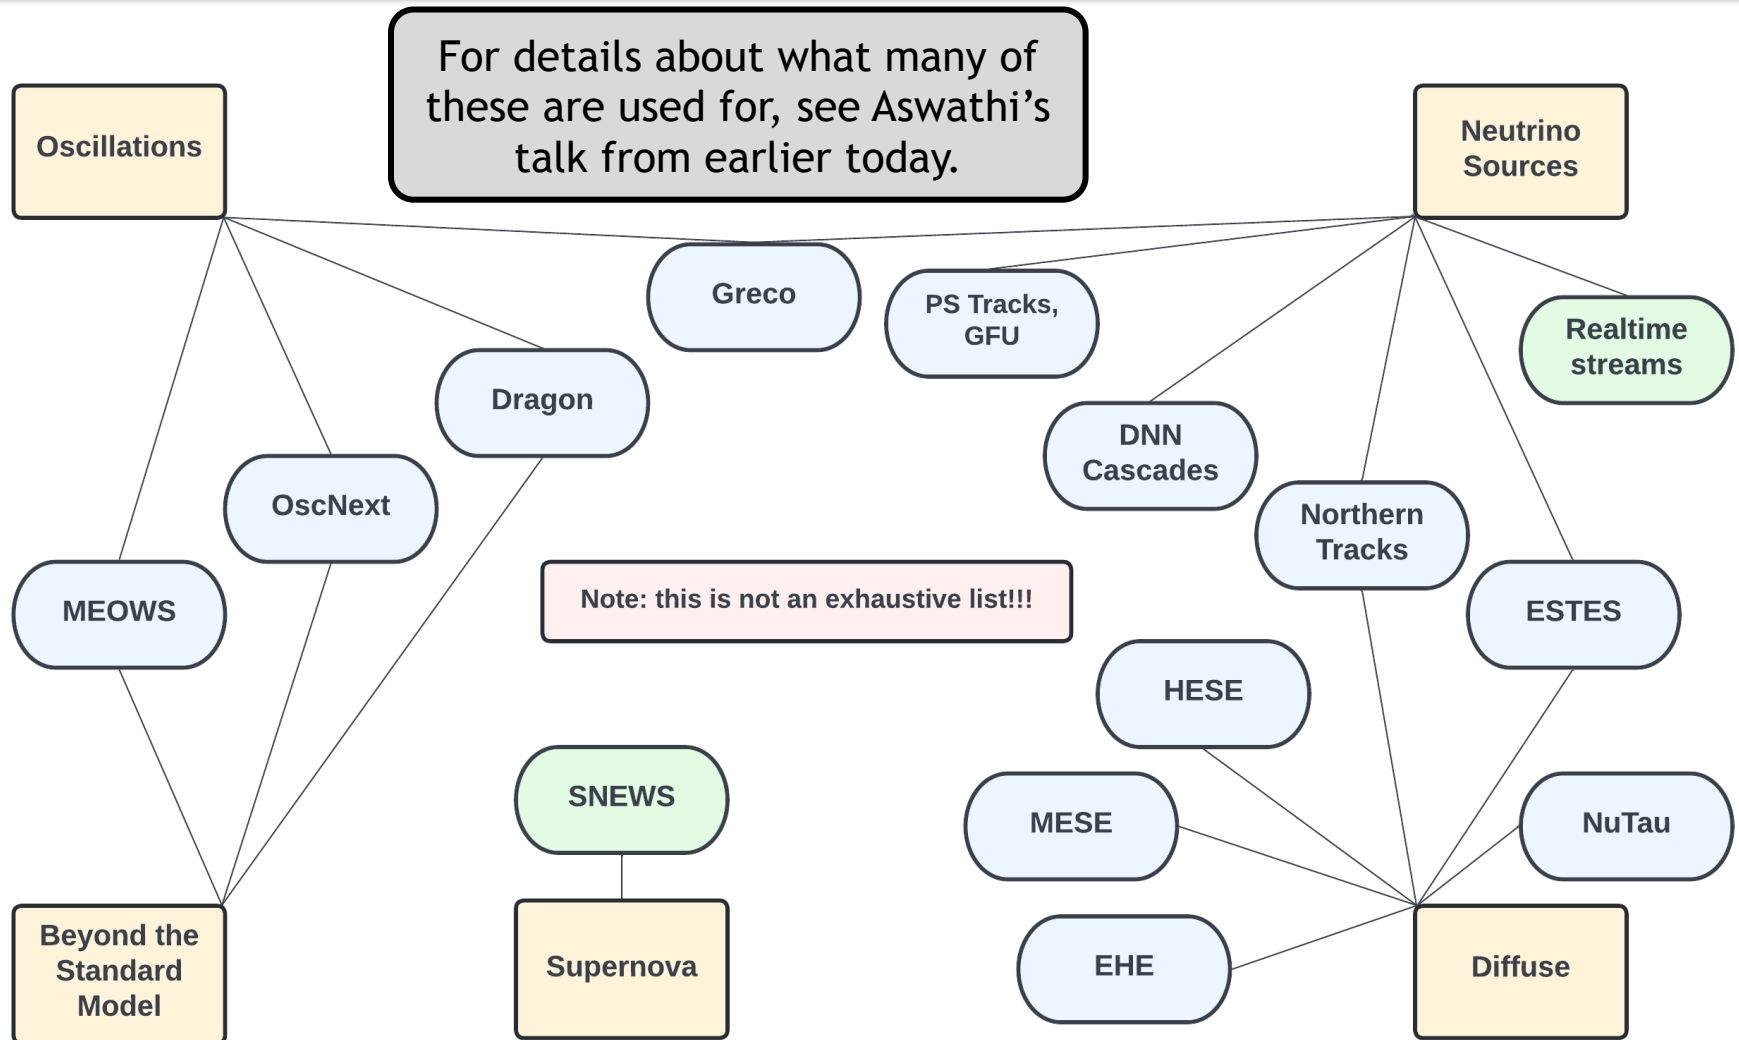 For details about what many of
these are used for, see Aswathi's
talk from earlier today.
Oscillations
Neutrino
Sources
Greco
PS Tracks,
GFU
Realtime
streams
Dragon
DNN
Cascades
OscNext
Northern
Tracks
MEOWS
Note: this is not an exhaustive list!!!
ESTES
HESE
SNEWS
MESE
NuTau
Beyond the
Standard
Model
Supernova
EHE
Diffuse